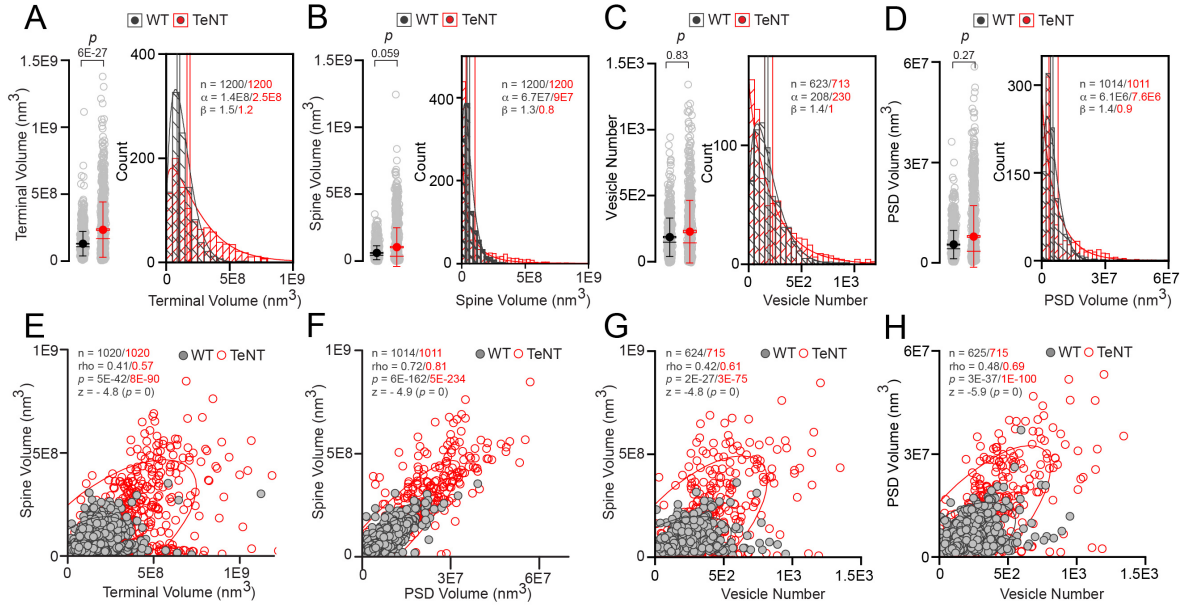 A
WT TeNT
p
6E-27
Terminal Volume (nm3)
1.5E9
1E9
5E8
0
Count
400
200
0
n = 1200/1200
α = 1.4E8/2.5E8
β = 1.5/1.2
0 5E8 1E9
Terminal Volume (nm3)
B
WT TeNT
p
0.059
Spine Volume (nm3)
1.5E9
1E9
5E8
0
Count
400
200
0
n = 1200/1200
α = 6.7E7/9E7
β = 1.3/0.8
0 5E8 1E9
Spine Volume (nm3)
C
WT TeNT
p
0.83
Vesicle Number
1.5E3
1E3
5E2
0
Count
100
0
n = 623/713
α = 208/230
β = 1.4/1
0 5E2 1E3
Vesicle Number
D
WT TeNT
p
0.27
PSD Volume (nm3)
6E7
3E7
0
Count
300
150
0
n = 1014/1011
α = 6.1E6/7.6E6
β = 1.4/0.9
0 3E7 6E7
PSD Volume (nm3)
E
n = 1020/1020
rho = 0.41/0.57
p = 5E-42/8E-90
z = - 4.8 (p = 0)
WT TeNT
Spine Volume (nm3)
1E9
5E8
0
0 5E8 1E9
Terminal Volume (nm3)
F
n = 1014/1011
rho = 0.72/0.81
p = 6E-162/5E-234
z = - 4.9 (p = 0)
WT TeNT
Spine Volume (nm3)
1E9
5E8
0
0 3E7 6E7
PSD Volume (nm3)
G
n = 624/715
rho = 0.42/0.61
p = 2E-27/3E-75
z = -4.8 (p = 0)
WT TeNT
Spine Volume (nm3)
1E9
5E8
0
0 5E2 1E3 1.5E3
Vesicle Number
H
n = 625/715
rho = 0.48/0.69
p = 3E-37/1E-100
z = -5.9 (p = 0)
WT TeNT
PSD Volume (nm3)
6E7
3E7
0
0 5E2 1E3 1.5E3
Vesicle Number